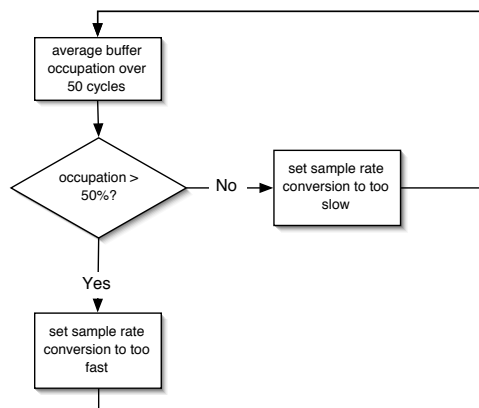 average buffer
occupation over
50 cycles
occupation >
50%?
No
set sample rate
conversion to too
slow
Yes
set sample rate
conversion to too
fast